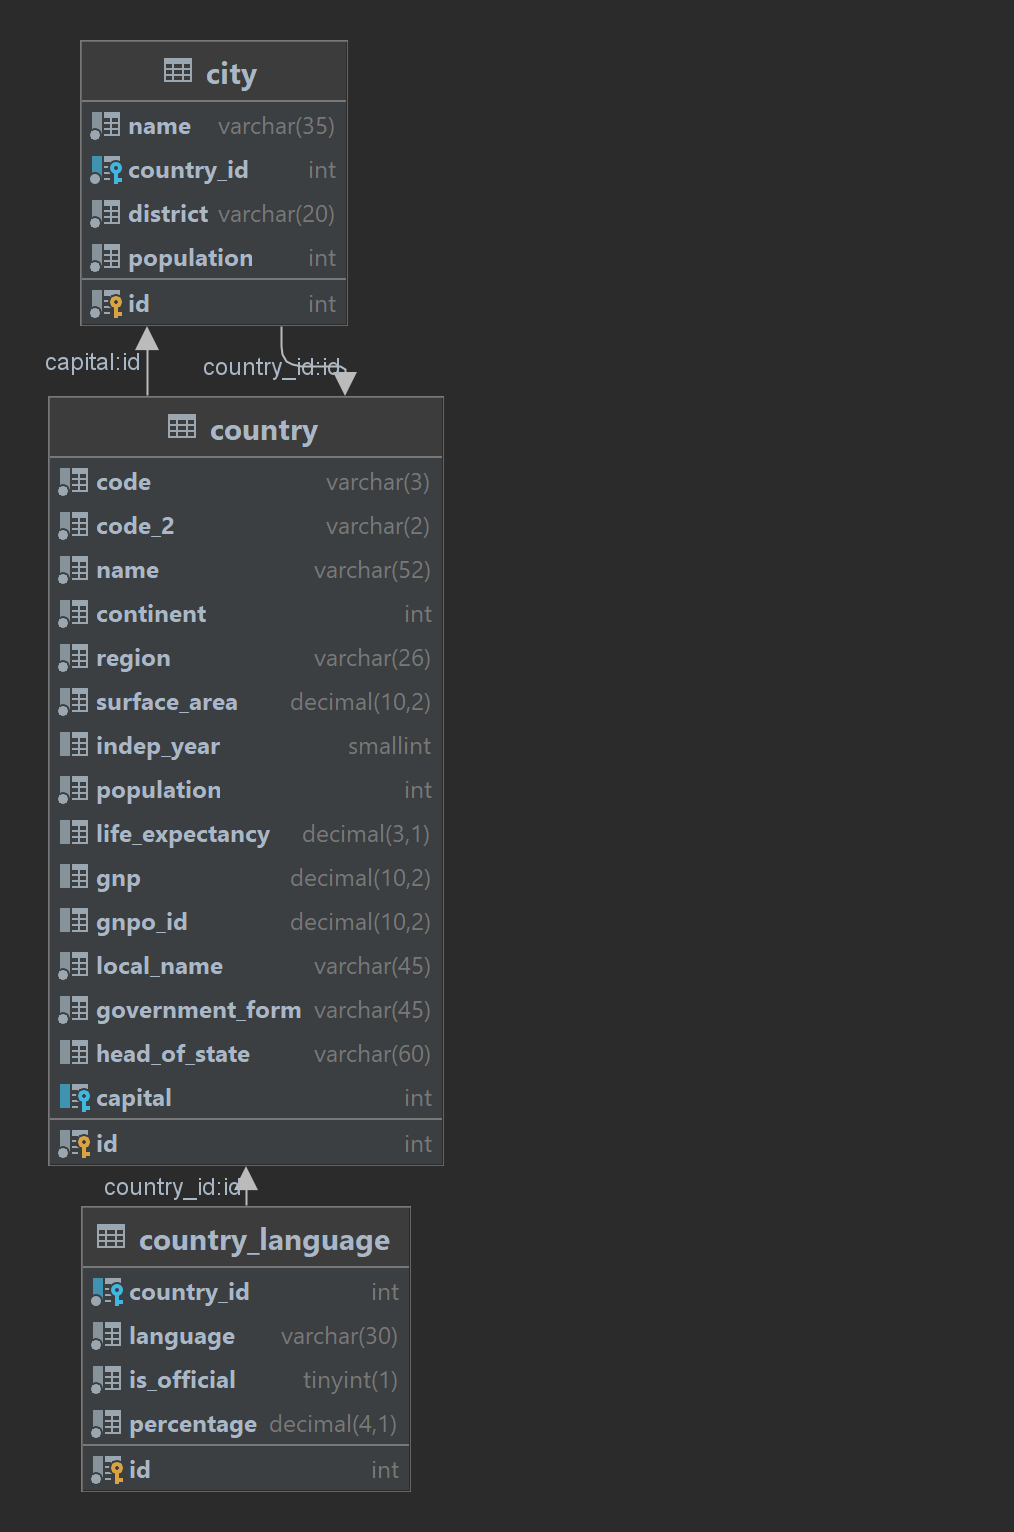 city
name varchar(35)
country_id int
district varchar(20)
population int
id int
capital:id
country_id:id
country
code varchar(3)
code_2 varchar(2)
name varchar(52)
continent int
region varchar(26)
surface_area decimal(10,2)
indep_year smallint
population int
life_expectancy decimal(3,1)
gnp decimal(10,2)
gnpo_id decimal(10,2)
local_name varchar(45)
government_form varchar(45)
head_of_state varchar(60)
capital int
id int
country_id:id
country_language
country_id int
language varchar(30)
is_official tinyint(1)
percentage decimal(4,1)
id int